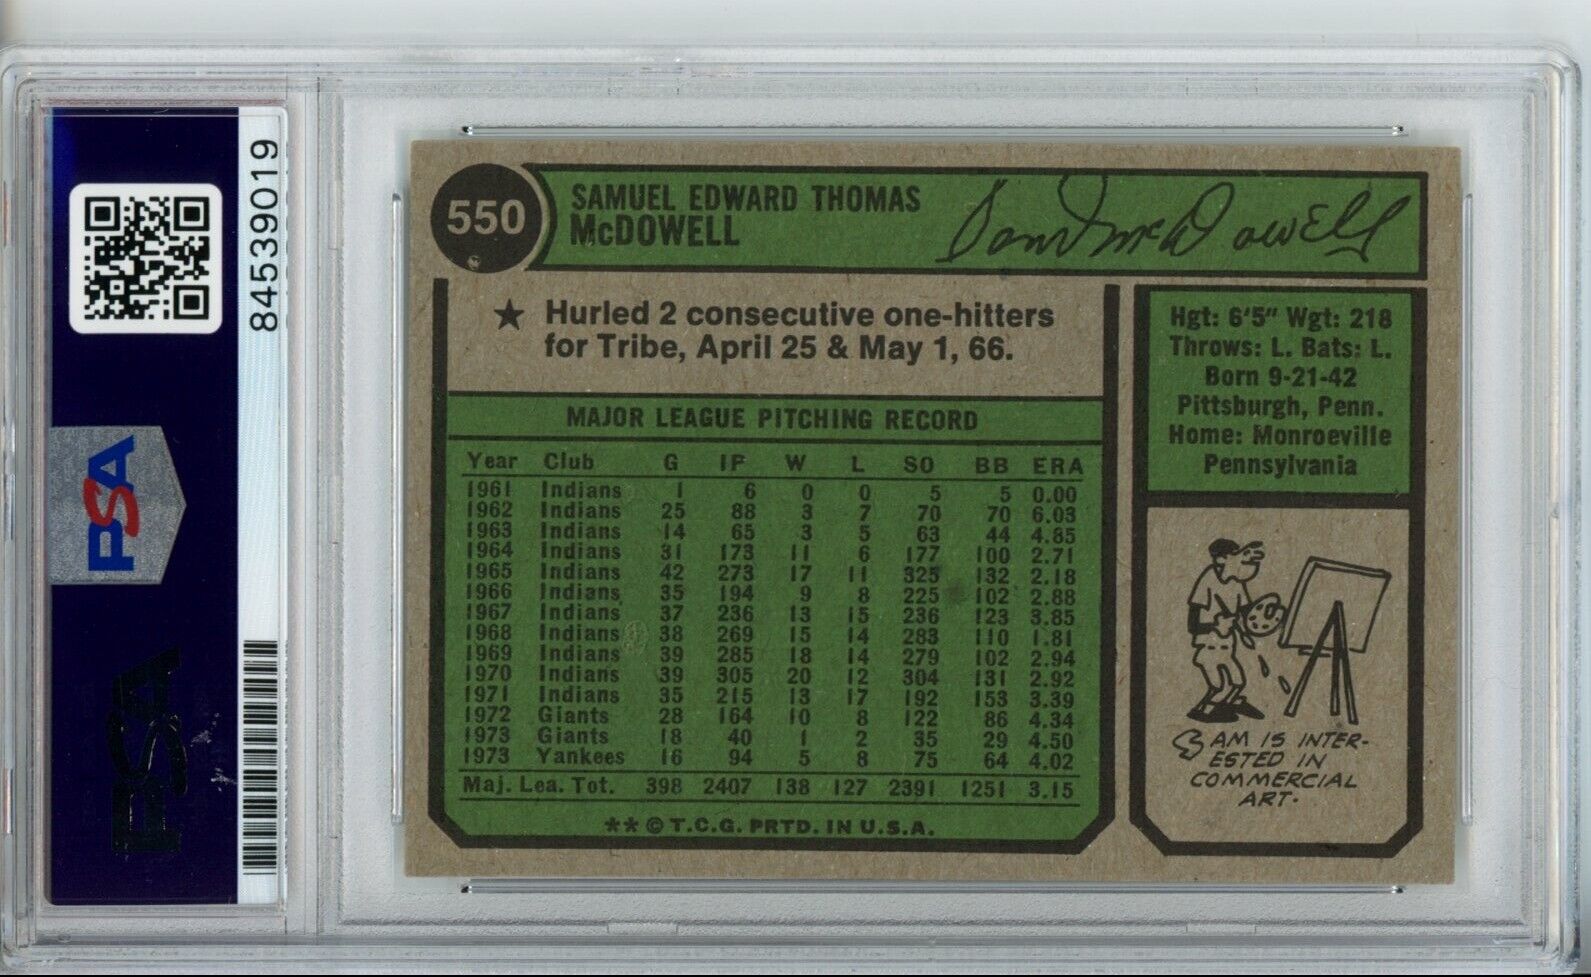 84539019
PSA
PSA
550
SAMUEL EDWARD THOMAS
McDOWELL
Sam McDowell
★ Hurled 2 consecutive one-hitters
for Tribe, April 25 & May 1, 66.
MAJOR LEAGUE PITCHING RECORD
Year Club G IP W L SO BB ERA
1961 Indians 1 6 0 0 5 5 0.00
1962 Indians 25 88 3 7 70 70 6.03
1963 Indians 14 65 3 5 63 44 4.85
1964 Indians 31 173 11 6 177 100 2.71
1965 Indians 42 273 17 11 325 132 2.18
1966 Indians 35 194 9 8 225 102 2.88
1967 Indians 37 236 13 15 236 123 3.85
1968 Indians 38 269 15 14 283 110 1.81
1969 Indians 39 285 18 14 279 102 2.94
1970 Indians 39 305 20 12 304 131 2.92
1971 Indians 35 215 13 17 192 153 3.39
1972 Giants 28 164 10 8 122 86 4.34
1973 Giants 18 40 1 2 35 29 4.50
1973 Yankees 16 94 5 8 75 64 4.02
Maj. Lea. Tot. 398 2407 138 127 2391 1251 3.15
** © T.C.G. PRTD. IN U.S.A.
Hgt: 6'5" Wgt: 218
Throws: L. Bats: L.
Born 9-21-42
Pittsburgh, Penn.
Home: Monroeville
Pennsylvania
SAM IS INTER-
ESTED IN
COMMERCIAL
ART.